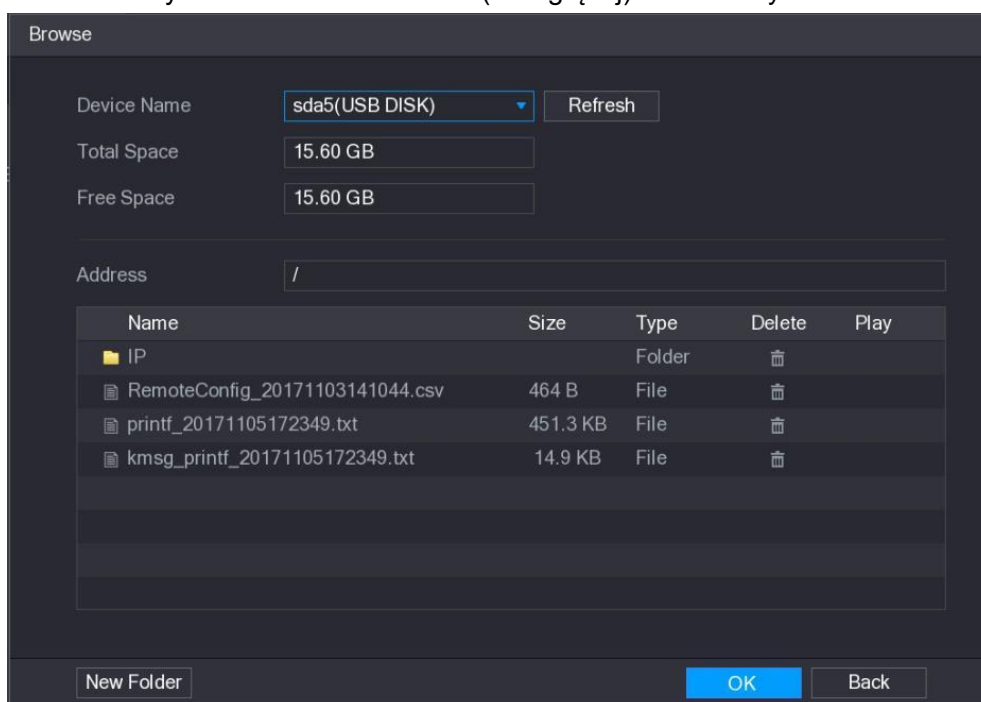 Browse
Device Name sda5(USB DISK) Refresh
Total Space 15.60 GB
Free Space 15.60 GB
Address /
Name Size Type Delete Play
IP Folder
RemoteConfig_20171103141044.csv 464 B File
printf_20171105172349.txt 451.3 KB File
kmsg_printf_20171105172349.txt 14.9 KB File
New Folder OK Back